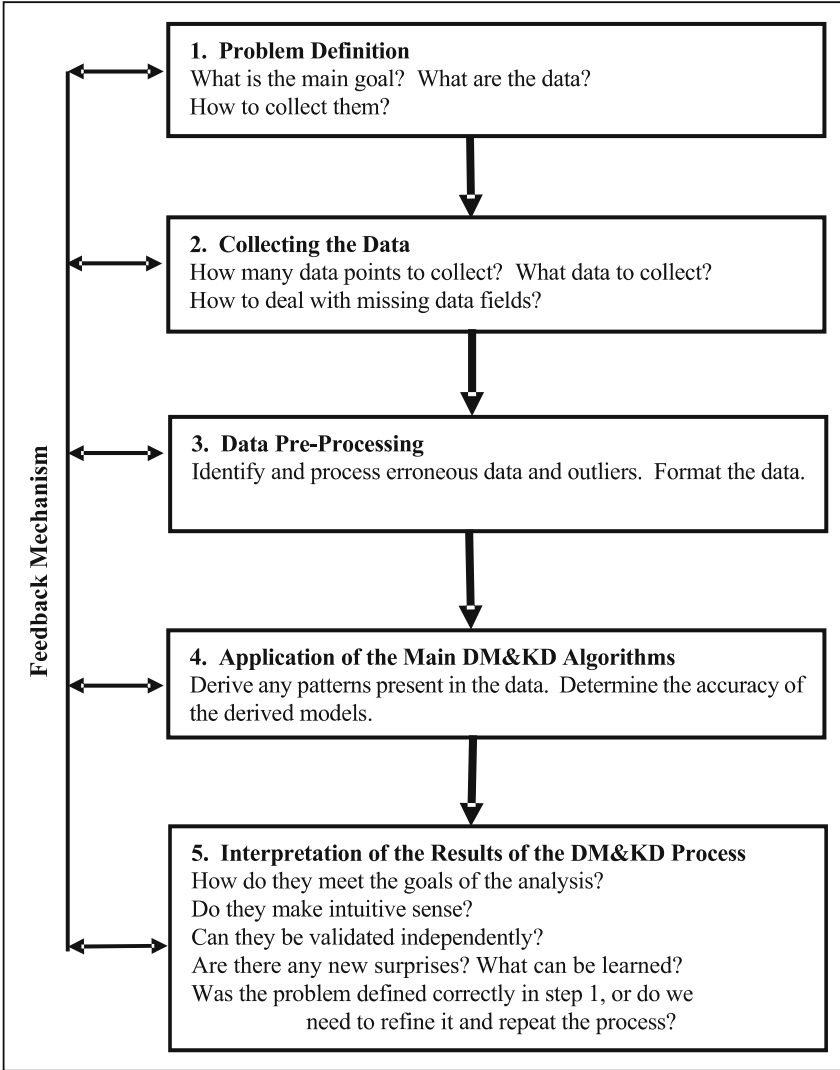 1. Problem Definition
What is the main goal? What are the data?
How to collect them?
2. Collecting the Data
How many data points to collect? What data to collect?
How to deal with missing data fields?
3. Data Pre-Processing
Identify and process erroneous data and outliers. Format the data.
Feedback Mechanism
4. Application of the Main DM&KD Algorithms
Derive any patterns present in the data. Determine the accuracy of
the derived models.
5. Interpretation of the Results of the DM&KD Process
How do they meet the goals of the analysis?
Do they make intuitive sense?
Can they be validated independently?
Are there any new surprises? What can be learned?
Was the problem defined correctly in step 1, or do we
need to refine it and repeat the process?